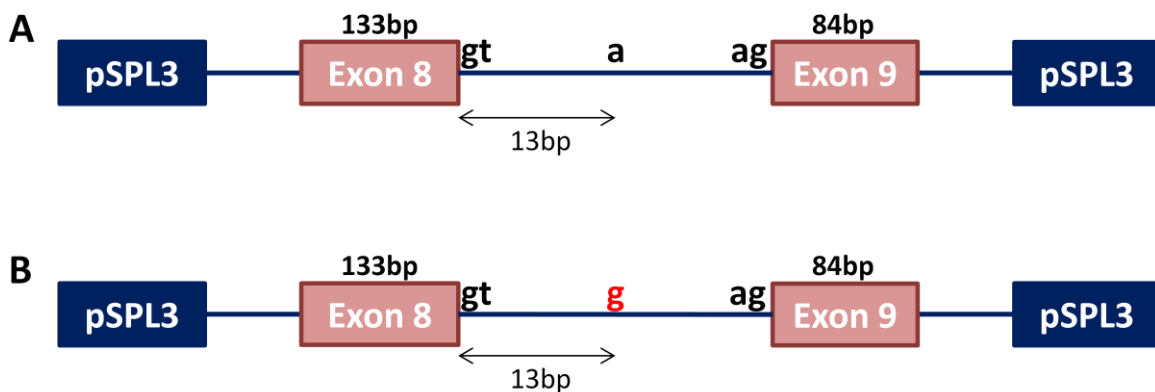 A
133bp
84bp
gt a ag
pSPL3 Exon 8 Exon 9 pSPL3
13bp
B
133bp
84bp
gt g ag
pSPL3 Exon 8 Exon 9 pSPL3
13bp